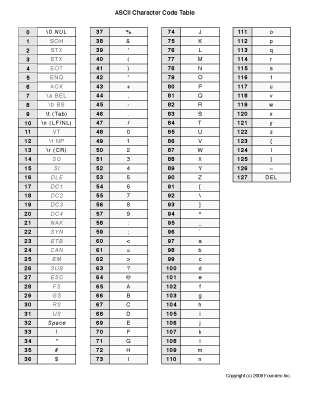 ASCII Character Code Table
0 \0 NUL
1 SOH
2 STX
3 ETX
4 EOT
5 ENQ
6 ACK
7 \a BEL
8 \b BB
9 \t (Tab)
10 \n (LF/NL)
11 VT
12 \f NP
13 \r (CR)
14 SO
15 SI
16 DLE
17 DC1
18 DC2
19 DC3
20 DC4
21 NAK
22 SYN
23 ETB
24 CAN
25 EM
26 SUB
27 ESC
28 FS
29 GS
30 RS
31 US
32 Space
33 !
34 "
35 #
36 $
37 %
38 &
39 '
40 (
41 )
42 *
43 +
44 ,
45 -
46 .
47 /
48 0
49 1
50 2
51 3
52 4
53 5
54 6
55 7
56 8
57 9
58 :
59 ;
60 <
61 =
62 >
63 ?
64 @
65 A
66 B
67 C
68 D
69 E
70 F
71 G
72 H
73 I
74 J
75 K
76 L
77 M
78 N
79 O
80 P
81 Q
82 R
83 S
84 T
85 U
86 V
87 W
88 X
89 Y
90 Z
91 [
92 \
93 ]
94 ^
95 _
96 `
97 a
98 b
99 c
100 d
101 e
102 f
103 g
104 h
105 i
106 j
107 k
108 l
109 m
110 n
111 o
112 p
113 q
114 r
115 s
116 t
117 u
118 v
119 w
120 x
121 y
122 z
123 {
124 |
125 }
126 ~
127 DEL
Copyright (c) 2009 Founders Inc.